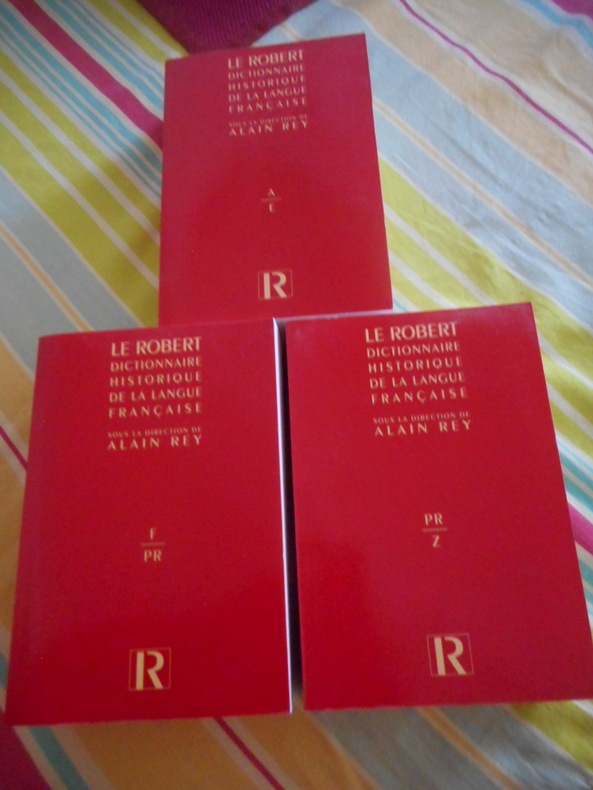 LE ROBERT
DICTIONNAIRE
HISTORIQUE
DE LA LANGUE
FRANÇAISE
SOUS LA DIRECTION DE
ALAIN REY
A
E
R
LE ROBERT
DICTIONNAIRE
HISTORIQUE
DE LA LANGUE
FRANÇAISE
SOUS LA DIRECTION DE
ALAIN REY
F
PR
R
LE ROBERT
DICTIONNAIRE
HISTORIQUE
DE LA LANGUE
FRANÇAISE
SOUS LA DIRECTION DE
ALAIN REY
PR
Z
R